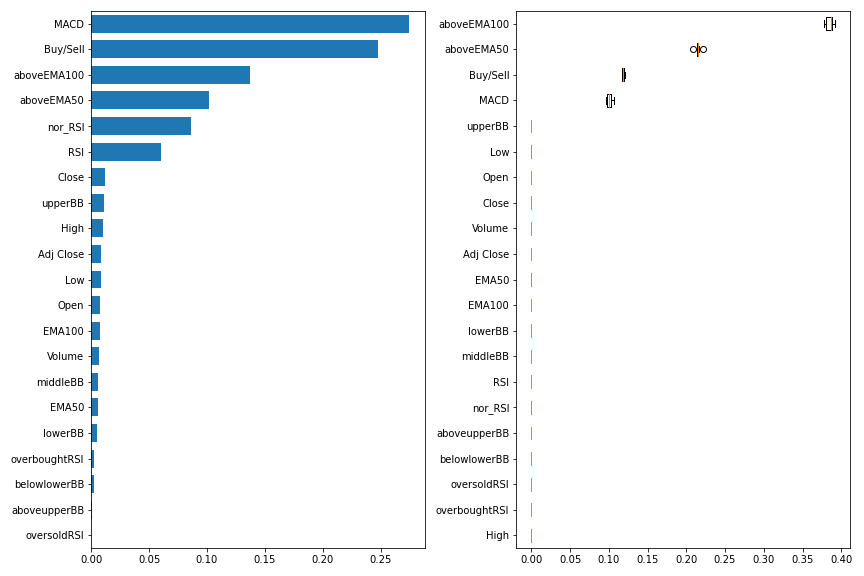 MACD
Buy/Sell
aboveEMA100
aboveEMA50
nor_RSI
RSI
Close
upperBB
High
Adj Close
Low
Open
EMA100
Volume
middleBB
EMA50
lowerBB
overboughtRSI
belowlowerBB
aboveupperBB
oversoldRSI
0.00 0.05 0.10 0.15 0.20 0.25
aboveEMA100
aboveEMA50
Buy/Sell
MACD
upperBB
Low
Open
Close
Volume
Adj Close
EMA50
EMA100
lowerBB
middleBB
RSI
nor_RSI
aboveupperBB
belowlowerBB
oversoldRSI
overboughtRSI
High
0.00 0.05 0.10 0.15 0.20 0.25 0.30 0.35 0.40